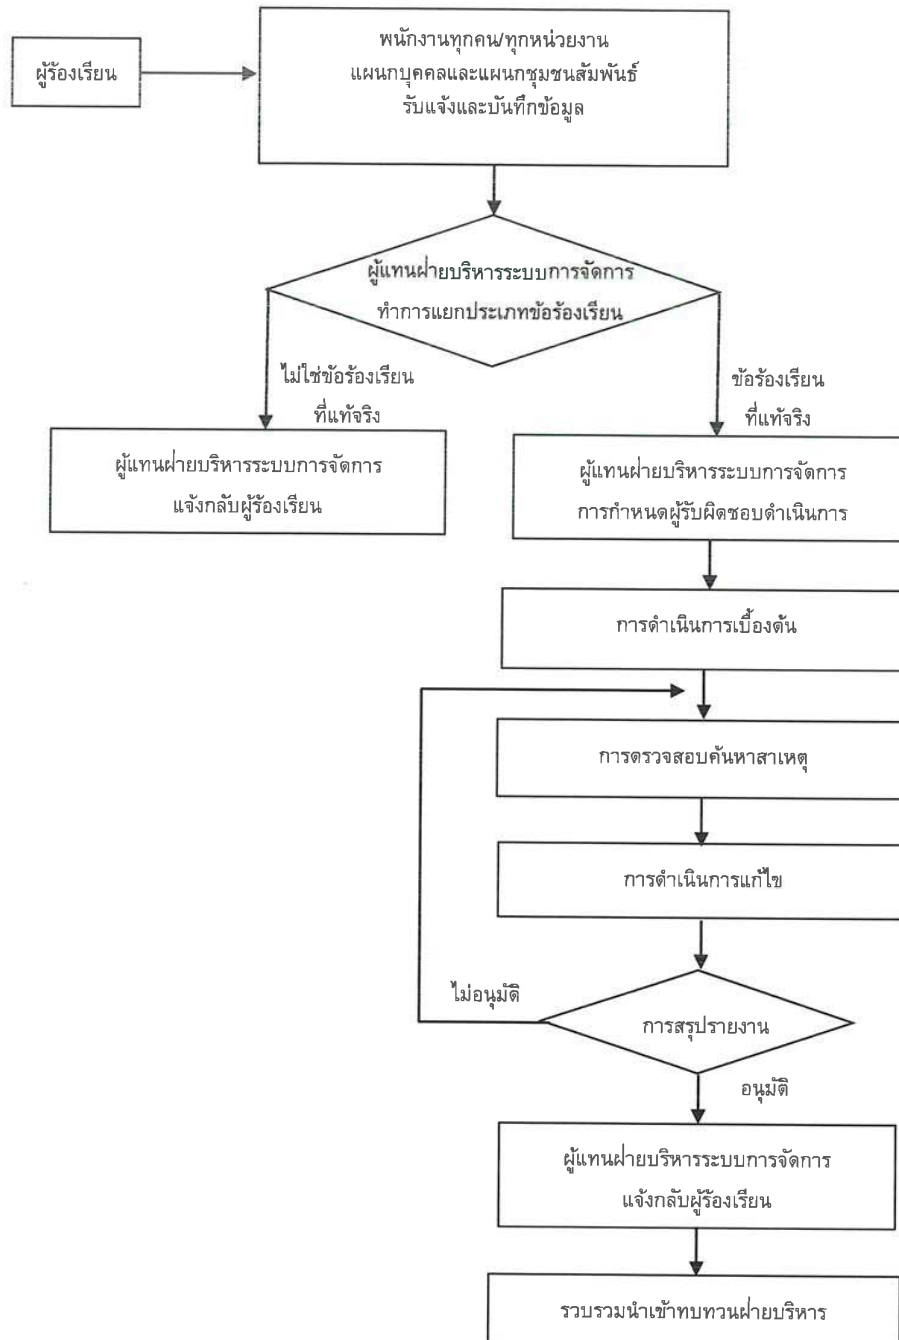 ผู้ร้องเรียน
พนักงานทุกคน/ทุกหน่วยงาน
แผนกบุคคลและแผนกชุมชนสัมพันธ์
รับแจ้งและบันทึกข้อมูล
ผู้แทนฝ่ายบริหารระบบการจัดการ
ทำการแยกประเภทข้อร้องเรียน
ไม่ใช่ข้อร้องเรียน
ที่แท้จริง
ข้อร้องเรียน
ที่แท้จริง
ผู้แทนฝ่ายบริหารระบบการจัดการ
แจ้งกลับผู้ร้องเรียน
ผู้แทนฝ่ายบริหารระบบการจัดการ
การกำหนดผู้รับผิดชอบดำเนินการ
การดำเนินการเบื้องต้น
การตรวจสอบค้นหาสาเหตุ
การดำเนินการแก้ไข
ไม่อนุมัติ
การสรุปรายงาน
อนุมัติ
ผู้แทนฝ่ายบริหารระบบการจัดการ
แจ้งกลับผู้ร้องเรียน
รวบรวมนำเข้าทบทวนฝ่ายบริหาร